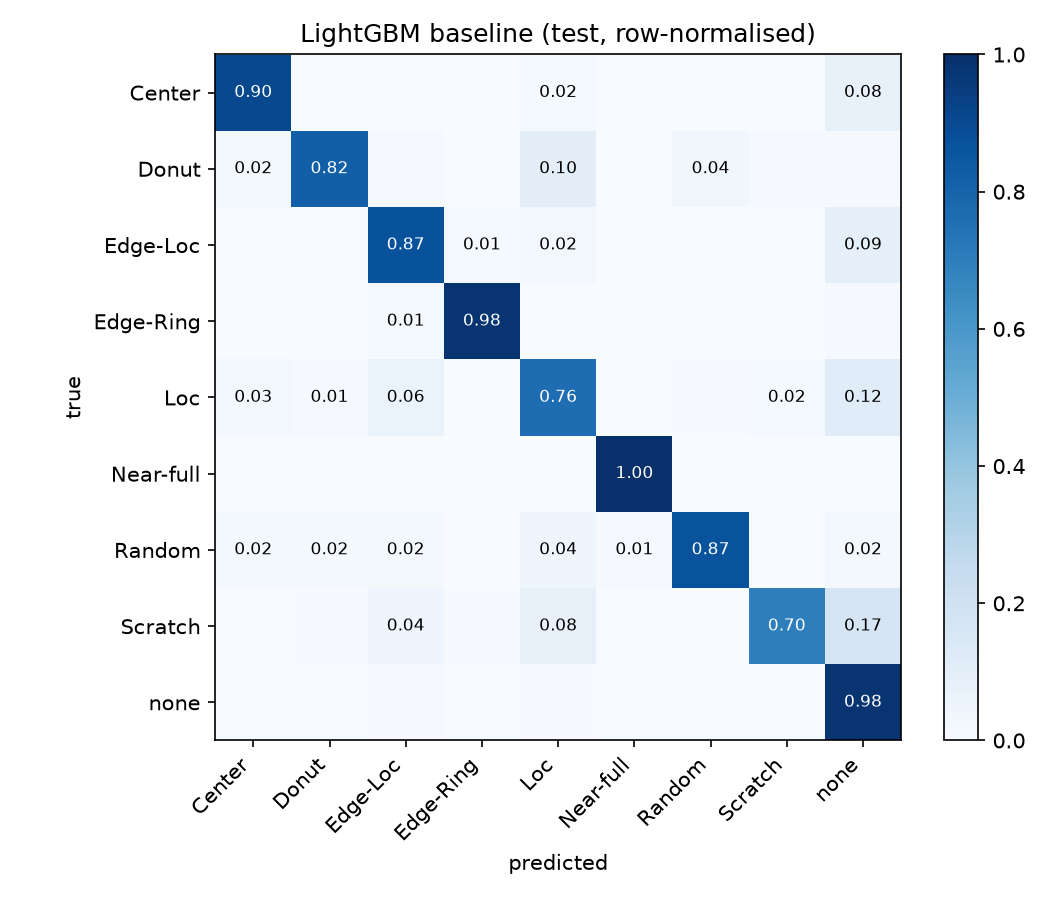 LightGBM baseline (test, row-normalised)
true
Center 0.90 0.02 0.08
Donut 0.02 0.82 0.10 0.04
Edge-Loc 0.87 0.01 0.02 0.09
Edge-Ring 0.01 0.98
Loc 0.03 0.01 0.06 0.76 0.02 0.12
Near-full 1.00
Random 0.02 0.02 0.02 0.04 0.01 0.87 0.02
Scratch 0.04 0.08 0.70 0.17
none 0.98
Center Donut Edge-Loc Edge-Ring Loc Near-full Random Scratch none
predicted
1.0
0.8
0.6
0.4
0.2
0.0